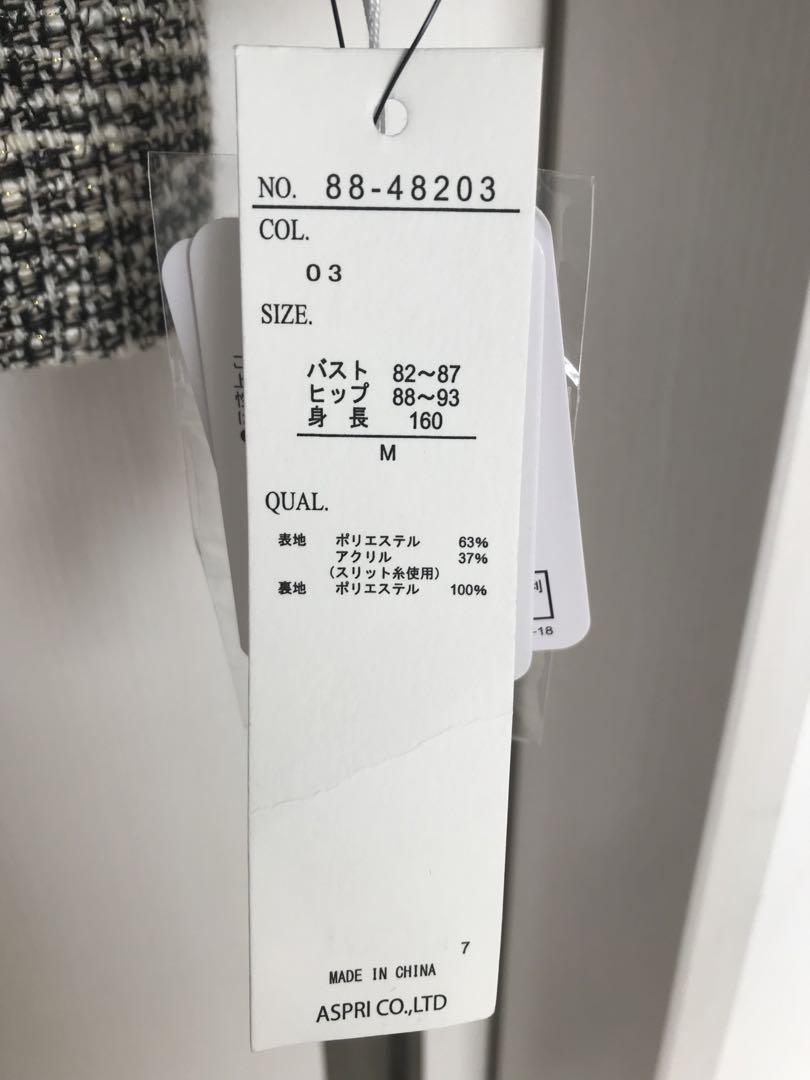 NO. 88-48203
COL.
03
SIZE.
バスト 82～87
ヒップ 88～93
身長 160
M
QUAL.
表地 ポリエステル 63%
アクリル 37%
(スリット糸使用)
裏地 ポリエステル 100%
-18
7
MADE IN CHINA
ASPRI CO.,LTD